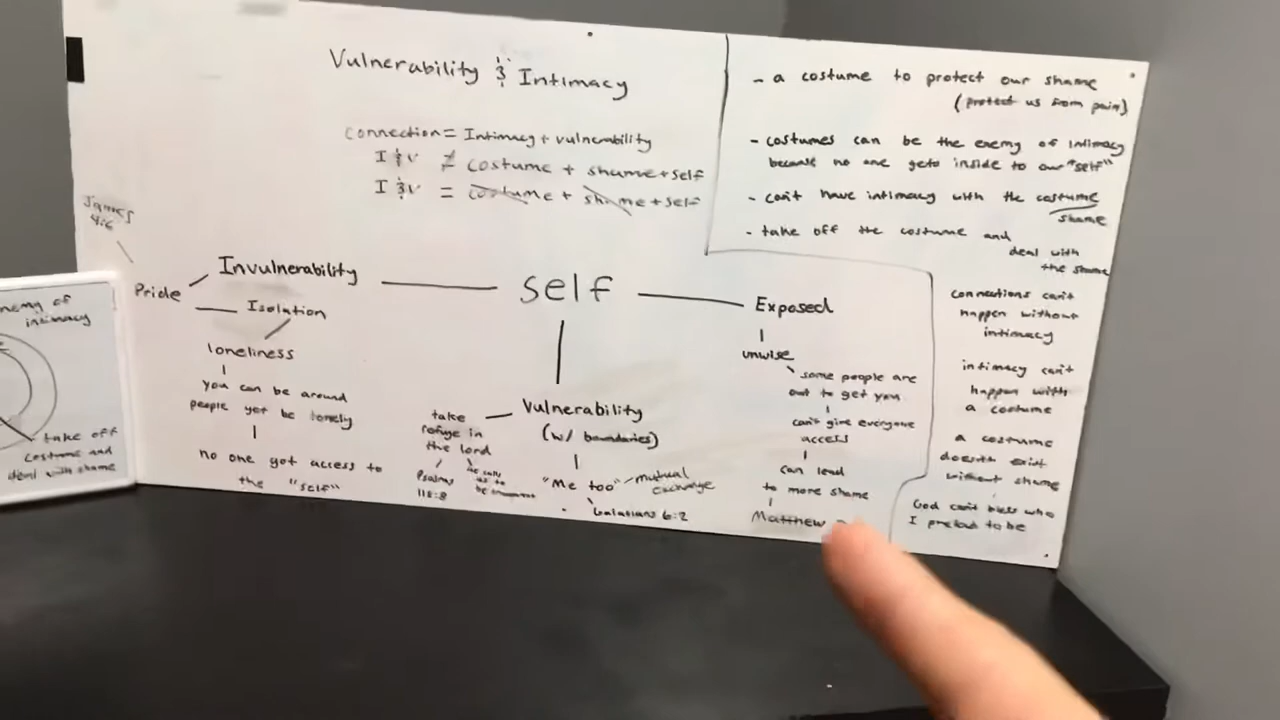 Vulnerability & Intimacy
connection = Intimacy + vulnerability
I & V ≠ costume + shame + self
I & V = costume + shame + self
- a costume to protect our shame
(protect us from pain)
- costumes can be the enemy of intimacy
because no one gets inside to our "self"
- can't have intimacy with the costume
shame
- take off the costume and
deal with
the shame
connections can't
happen without
intimacy
intimacy can't
happen with
a costume
a costume
doesn't exist
without shame
God can't bless who
I pretend to be
James
4:6
Pride
Invulnerability
Isolation
loneliness
you can be around
people yet be lonely
no one got access to
the "self"
self
Vulnerability
(w/ boundaries)
take
refuge in
the lord
Psalms
118:8
he calls
us to
be
"Me too"
mutual
exchange
Galatians 6:2
Exposed
unwise
some people are
out to get you
can't give everyone
access
can lead
to more shame
Matthew
enemy of
intimacy
take off
costume and
deal with shame